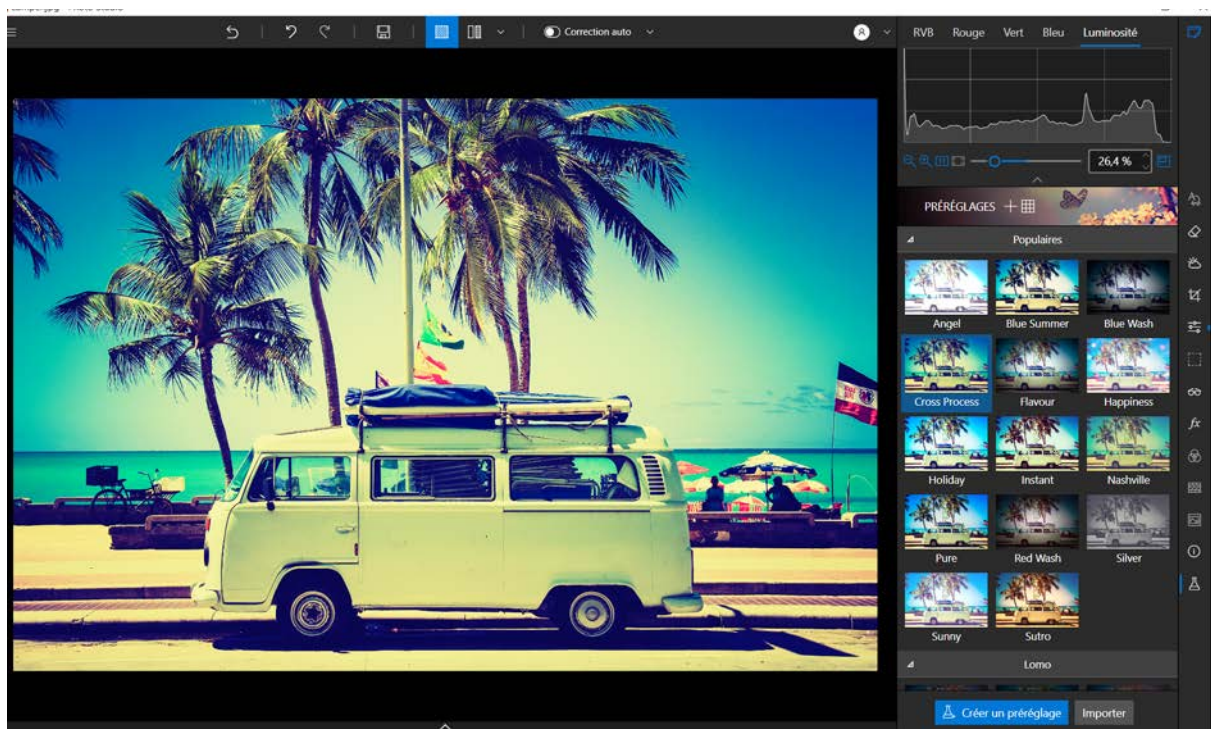 Correction auto
RVB Rouge Vert Bleu Luminosité
26,4 %
PRÉRÉGLAGES
Populaires
Angel Blue Summer Blue Wash
Cross Process Flavour Happiness
Holiday Instant Nashville
Pure Red Wash Silver
Sunny Sutro
Lomo
Créer un préréglage Importer